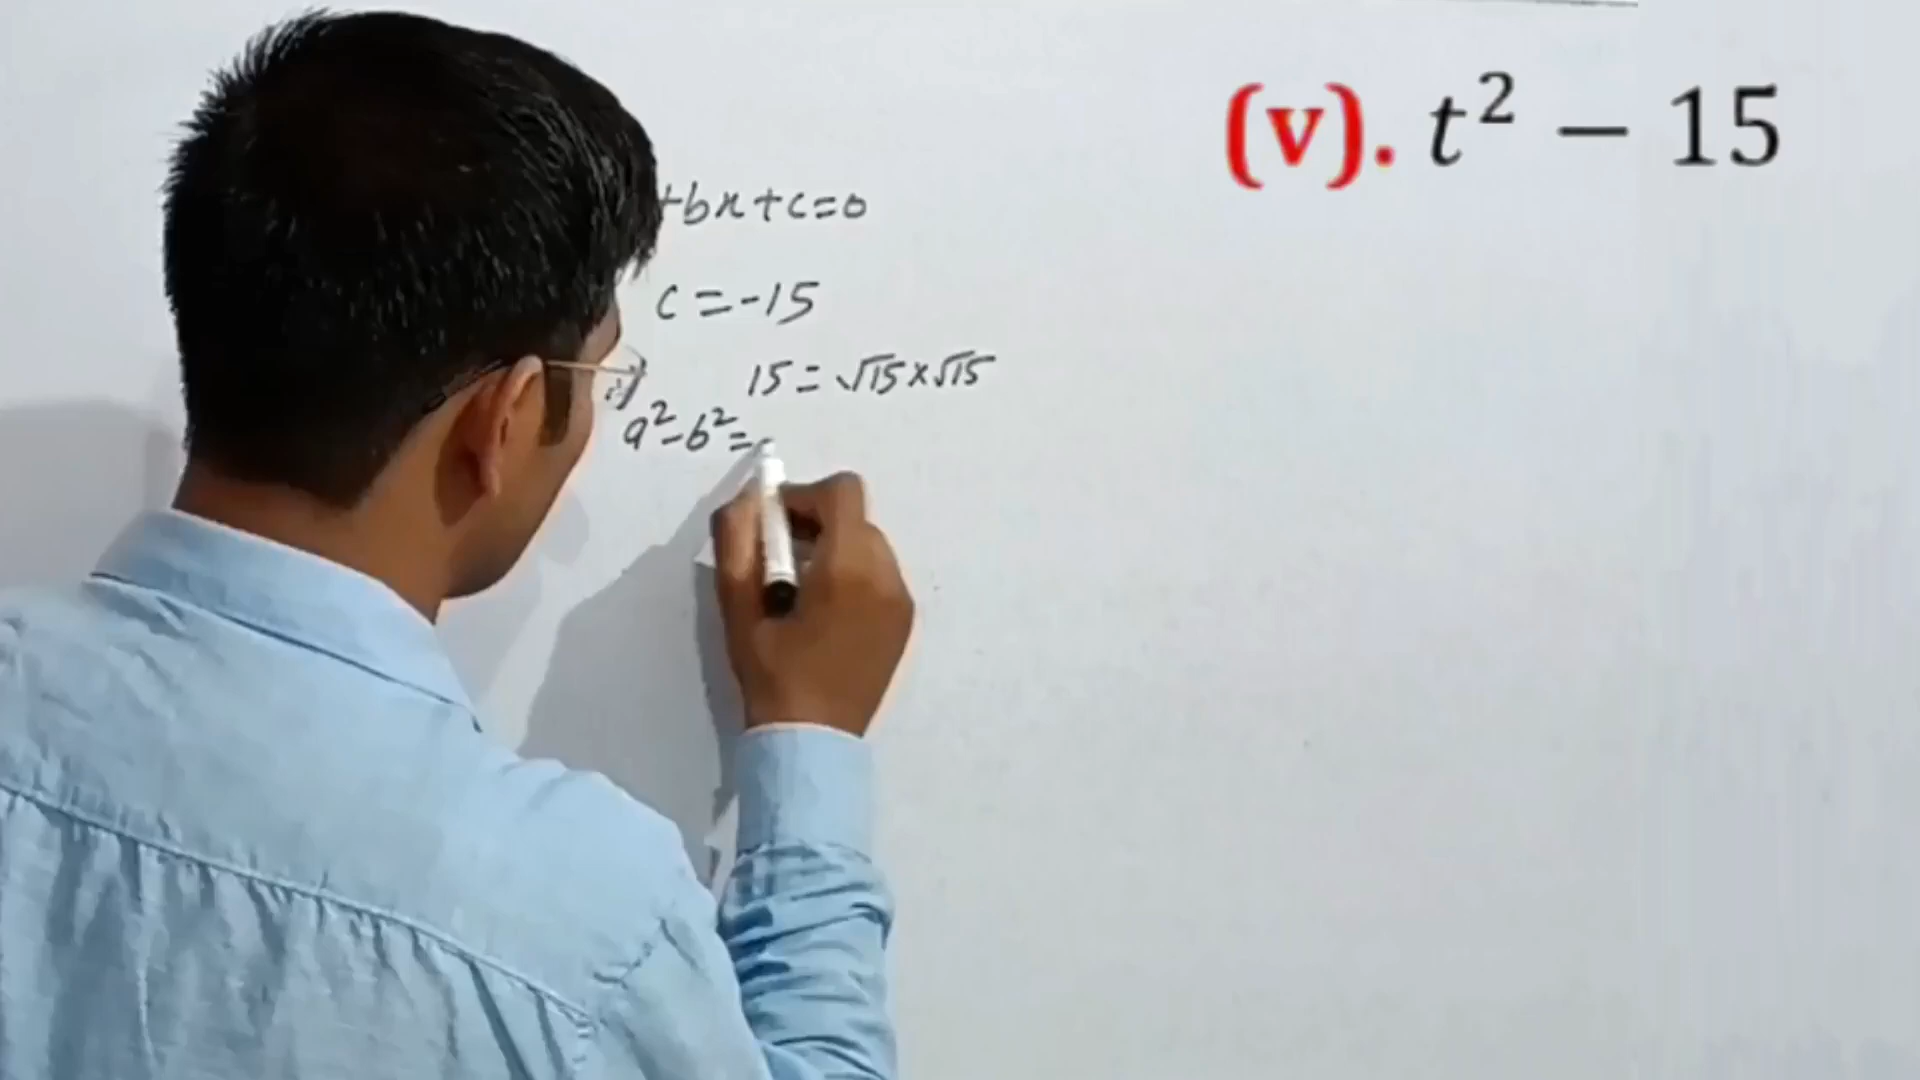 (v). t² − 15
+bx+c=0
c=-15
15=√15×√15
a²-b²=